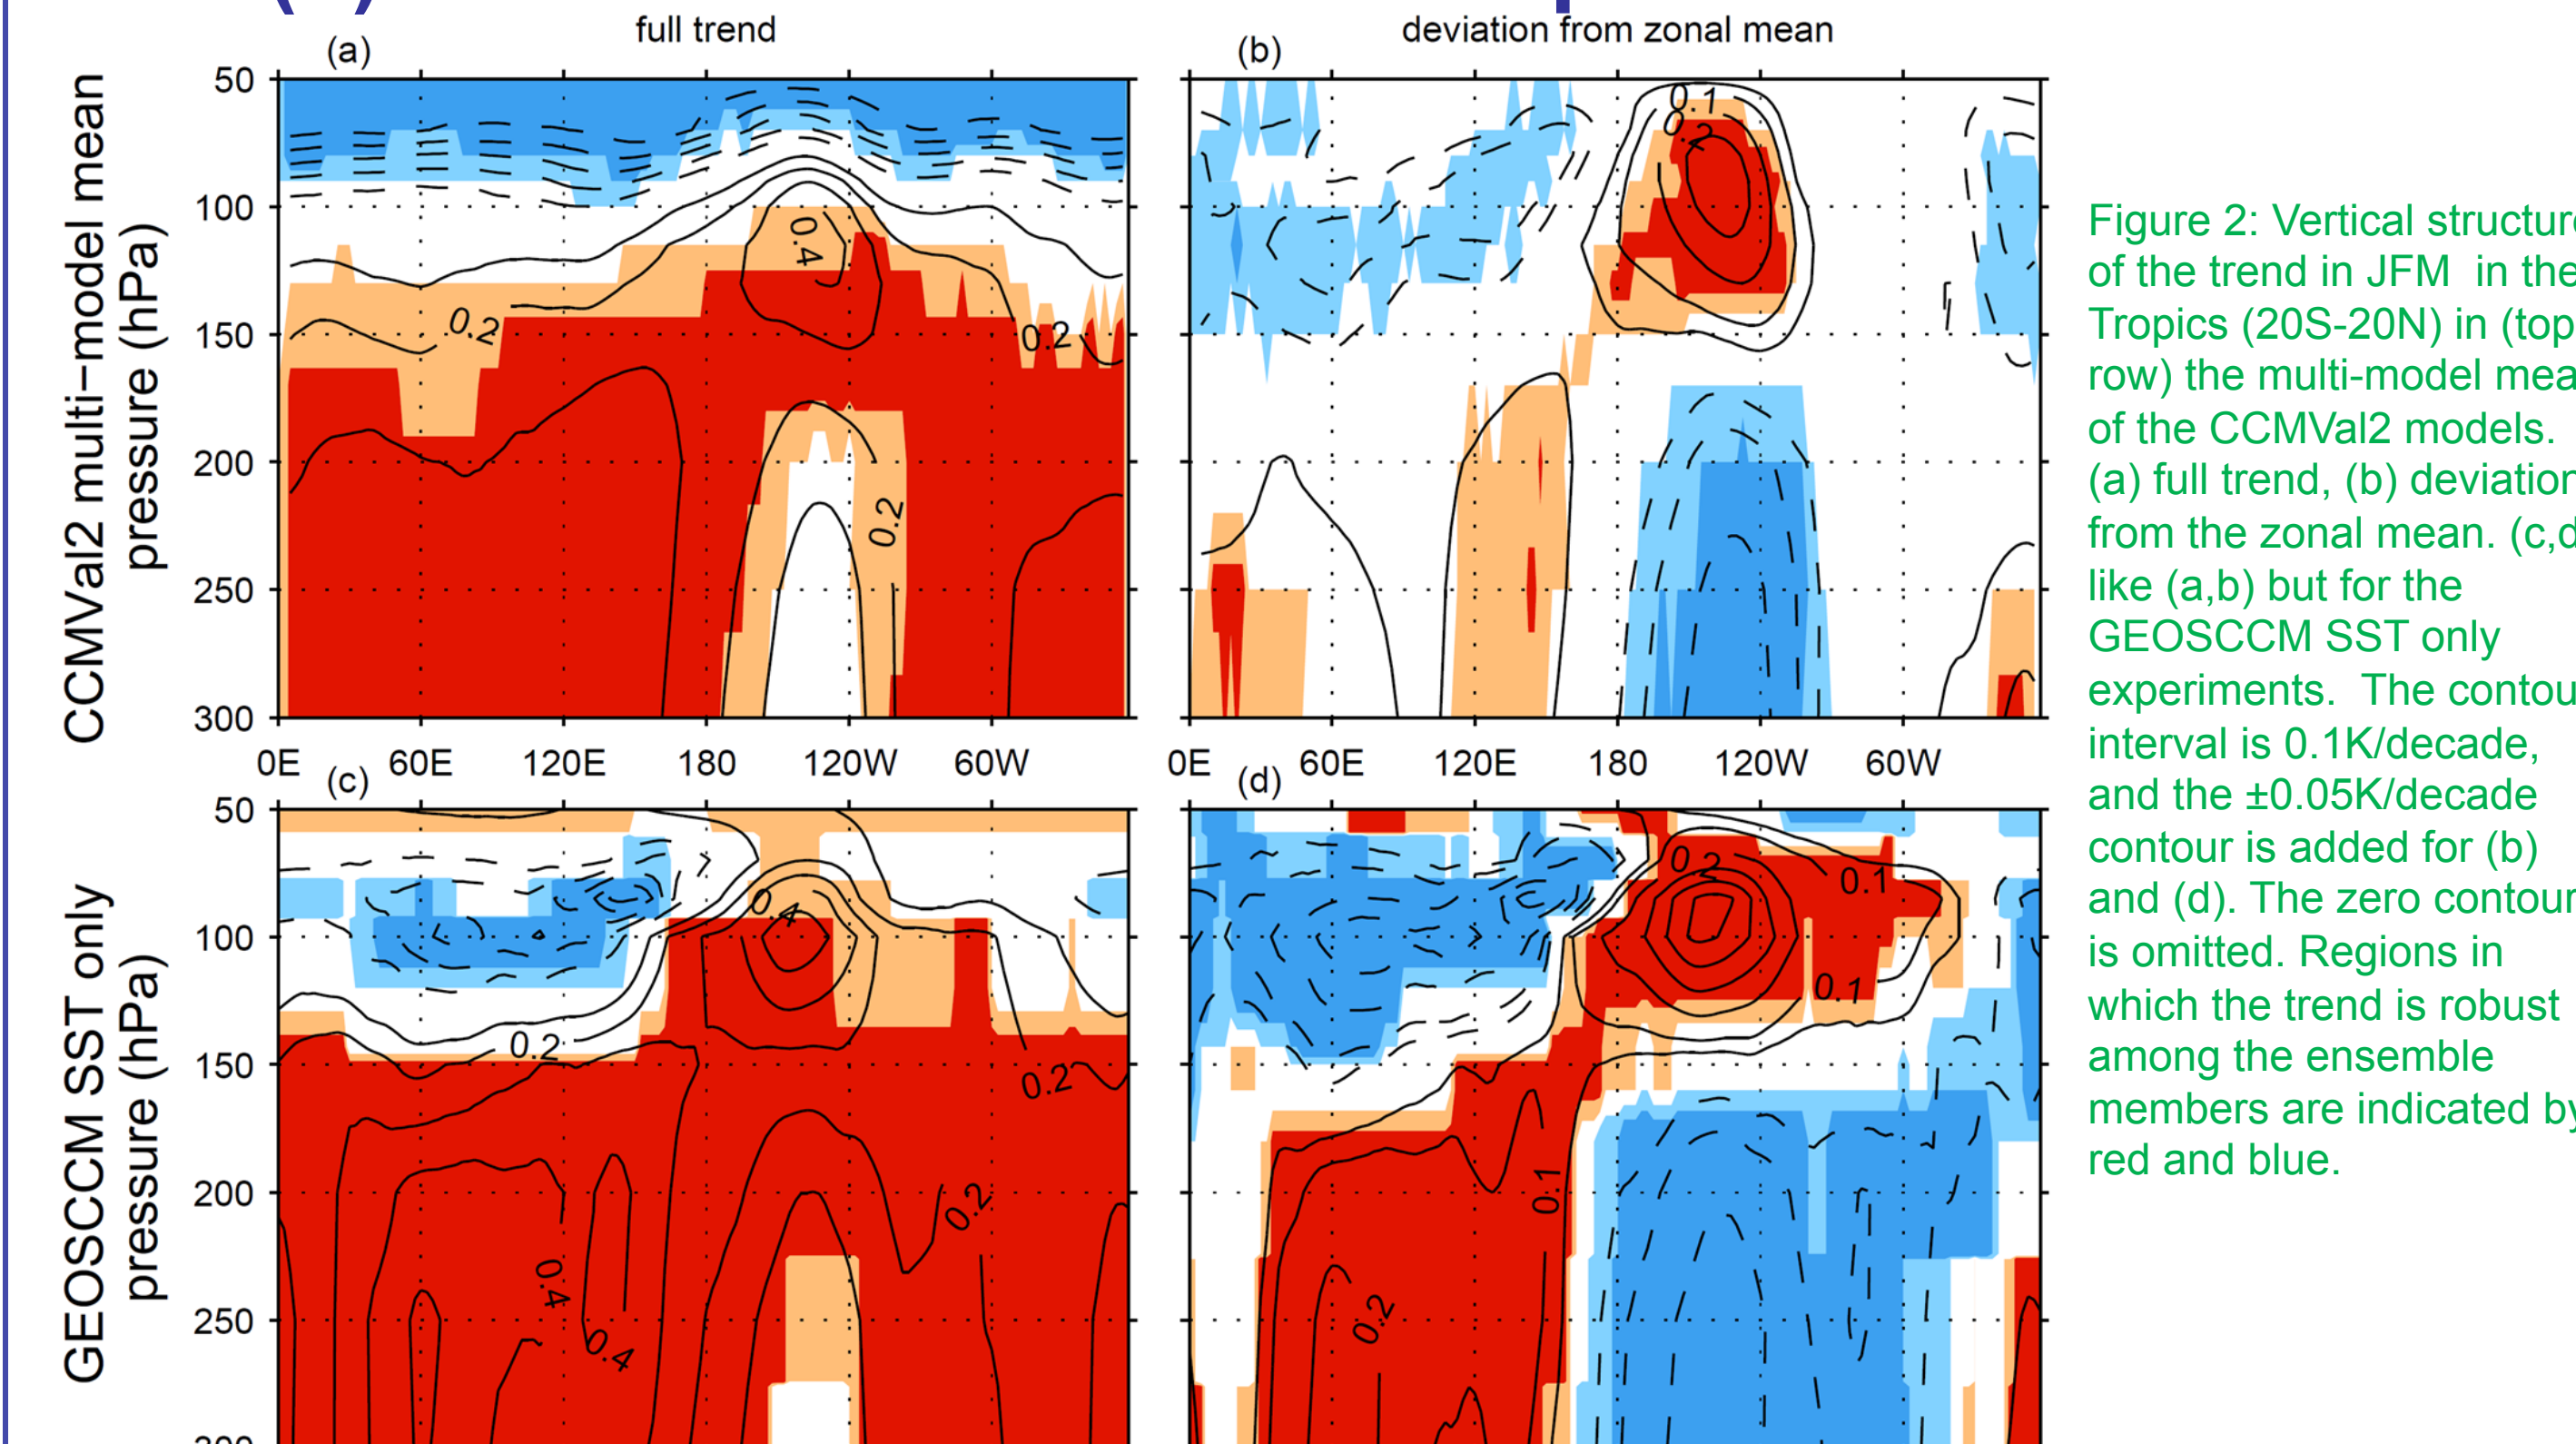 full trend
deviation from zonal mean
(a)
(b)
CCMVal2 multi-model mean
pressure (hPa)
50
100
150
200
250
300
0.4
0.2
0.2
0.2
0.1
0.2
0E 60E 120E 180 120W 60W
0E 60E 120E 180 120W 60W
(c)
(d)
GEOSCCM SST only
pressure (hPa)
50
100
150
200
250
0.4
0.2
0.2
0.2
0.4
0.4
0.2
0.1
0.1
0.1
0.2
Figure 2: Vertical structure
of the trend in JFM in the
Tropics (20S-20N) in (top
row) the multi-model
of the CCMVal2 models.
(a) full trend, (b) deviation
from the zonal mean. (c,d
like (a,b) but for the
GEOSCCM SST only
experiments. The contour
interval is 0.1K/decade,
and the ±0.05K/decade
contour is added for (b)
and (d). The zero contour
is omitted. Regions in
which the trend is robust
among the ensemble
members are indicated by
red and blue.